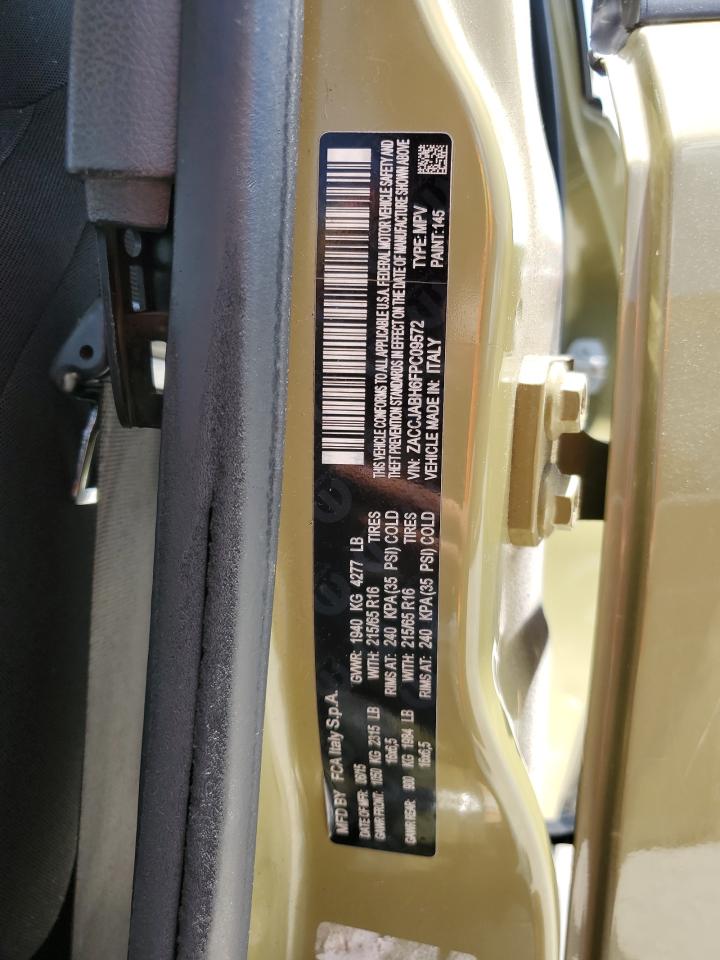 MFD BY FCA Italy S.p.A.
DATE OF MFR: 06/15 GVWR: 1940 KG 4277 LB
GAWR FRONT: 1050 KG 2315 LB WITH: 215/65 R16 TIRES
16x6,5 RIMS AT: 240 KPA (35 PSI) COLD
GAWR REAR: 900 KG 1984 LB WITH: 215/65 R16 TIRES
16x6,5 RIMS AT: 240 KPA (35 PSI) COLD
THIS VEHICLE CONFORMS TO ALL APPLICABLE U.S.A. FEDERAL MOTOR VEHICLE SAFETY AND
THEFT PREVENTION STANDARDS IN EFFECT ON THE DATE OF MANUFACTURE SHOWN ABOVE
VIN: ZACCJABH6FPC09572 TYPE: MPV
VEHICLE MADE IN: ITALY PAINT: 145